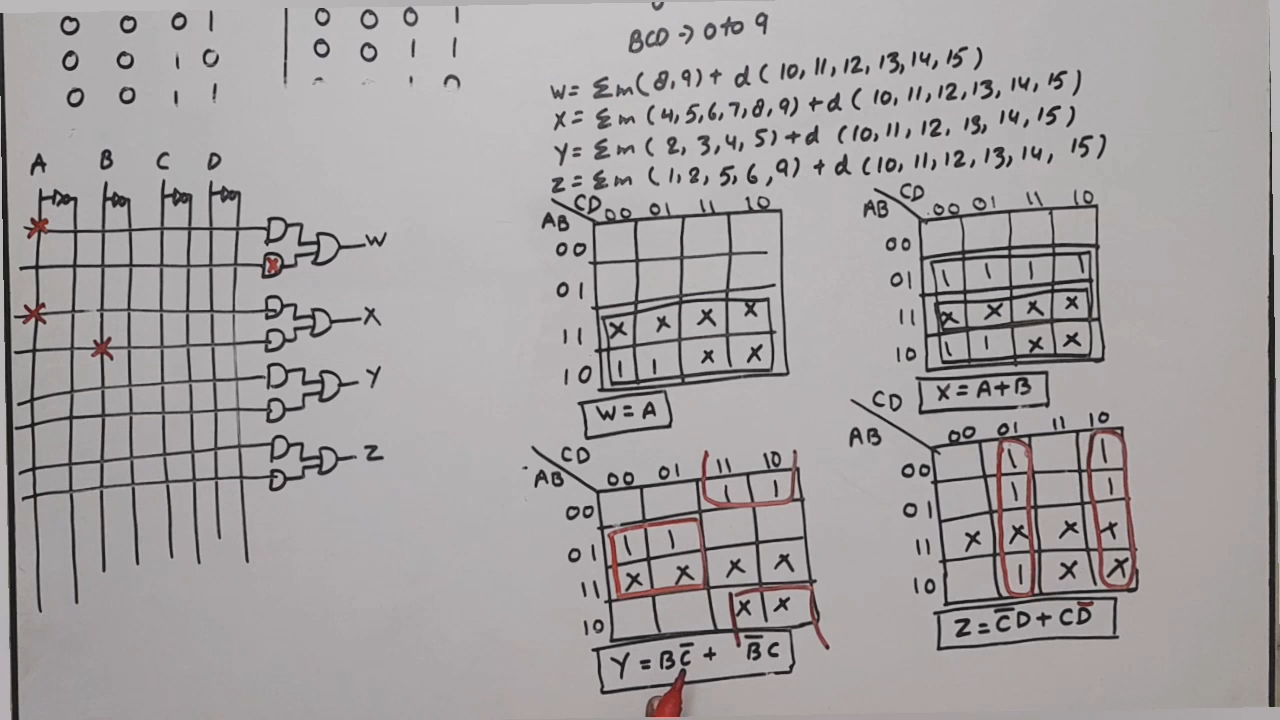 0 0 0 1
0 0 1 0
0 0 1 1
0 0 0 1
0 0 1 1
BCD → 0 to 9
W = Σm(8,9) + d(10,11,12,13,14,15)
X = Σm(4,5,6,7,8,9) + d(10,11,12,13,14,15)
Y = Σm(2,3,4,5) + d(10,11,12,13,14,15)
Z = Σm(1,2,5,6,9) + d(10,11,12,13,14,15)
A B C D
W
X
Y
Z
CD
AB 00 01 11 10
00
01
11 X X X X
10 1 1 X X
W = A
CD
AB 00 01 11 10
00
01 1 1 1 1
11 X X X X
10 1 1 X X
X = A+B
CD
AB 00 01 11 10
00 1 1
01 1 1
11 X X X X
10 X X
Y = BC̅ + B̅C
CD
AB 00 01 11 10
00 1 1
01 1 1
11 X X X X
10 1 X X
Z = C̅D + CD̅